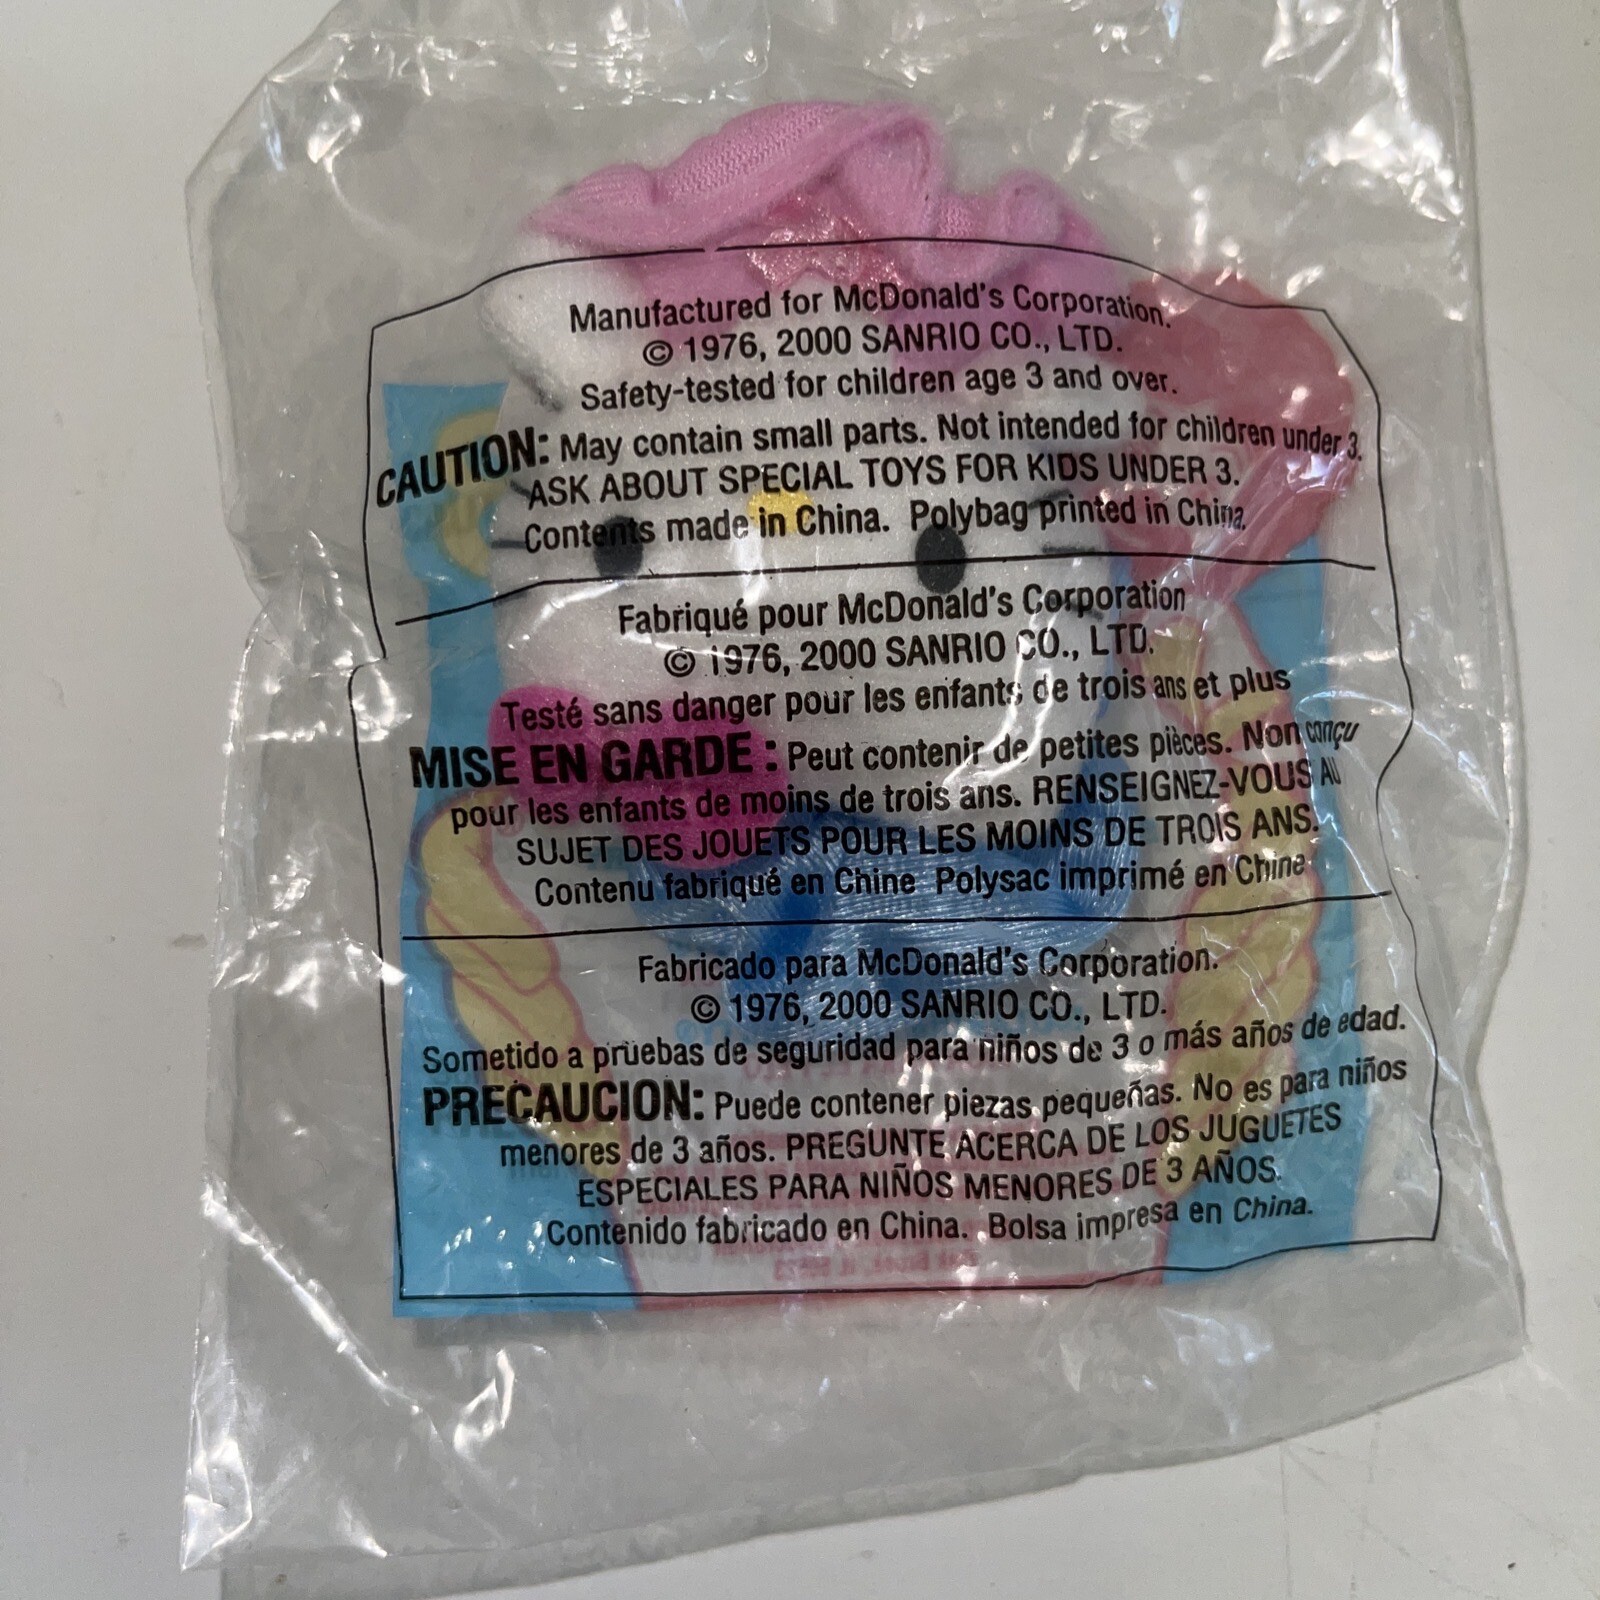 Manufactured for McDonald's Corporation.
© 1976, 2000 SANRIO CO., LTD.
Safety-tested for children age 3 and over.
CAUTION: May contain small parts. Not intended for children under 3.
ASK ABOUT SPECIAL TOYS FOR KIDS UNDER 3.
Contents made in China. Polybag printed in China.
Fabriqué pour McDonald's Corporation
© 1976, 2000 SANRIO CO., LTD.
Testé sans danger pour les enfants de trois ans et plus
MISE EN GARDE : Peut contenir de petites pièces. Non conçu
pour les enfants de moins de trois ans. RENSEIGNEZ-VOUS AU
SUJET DES JOUETS POUR LES MOINS DE TROIS ANS.
Contenu fabriqué en Chine Polysac imprimé en Chine
Fabricado para McDonald's Corporation.
© 1976, 2000 SANRIO CO., LTD.
Sometido a pruebas de seguridad para niños de 3 o más años de edad.
PRECAUCION: Puede contener piezas pequeñas. No es para niños
menores de 3 años. PREGUNTE ACERCA DE LOS JUGUETES
ESPECIALES PARA NIÑOS MENORES DE 3 AÑOS.
Contenido fabricado en China. Bolsa impresa en China.